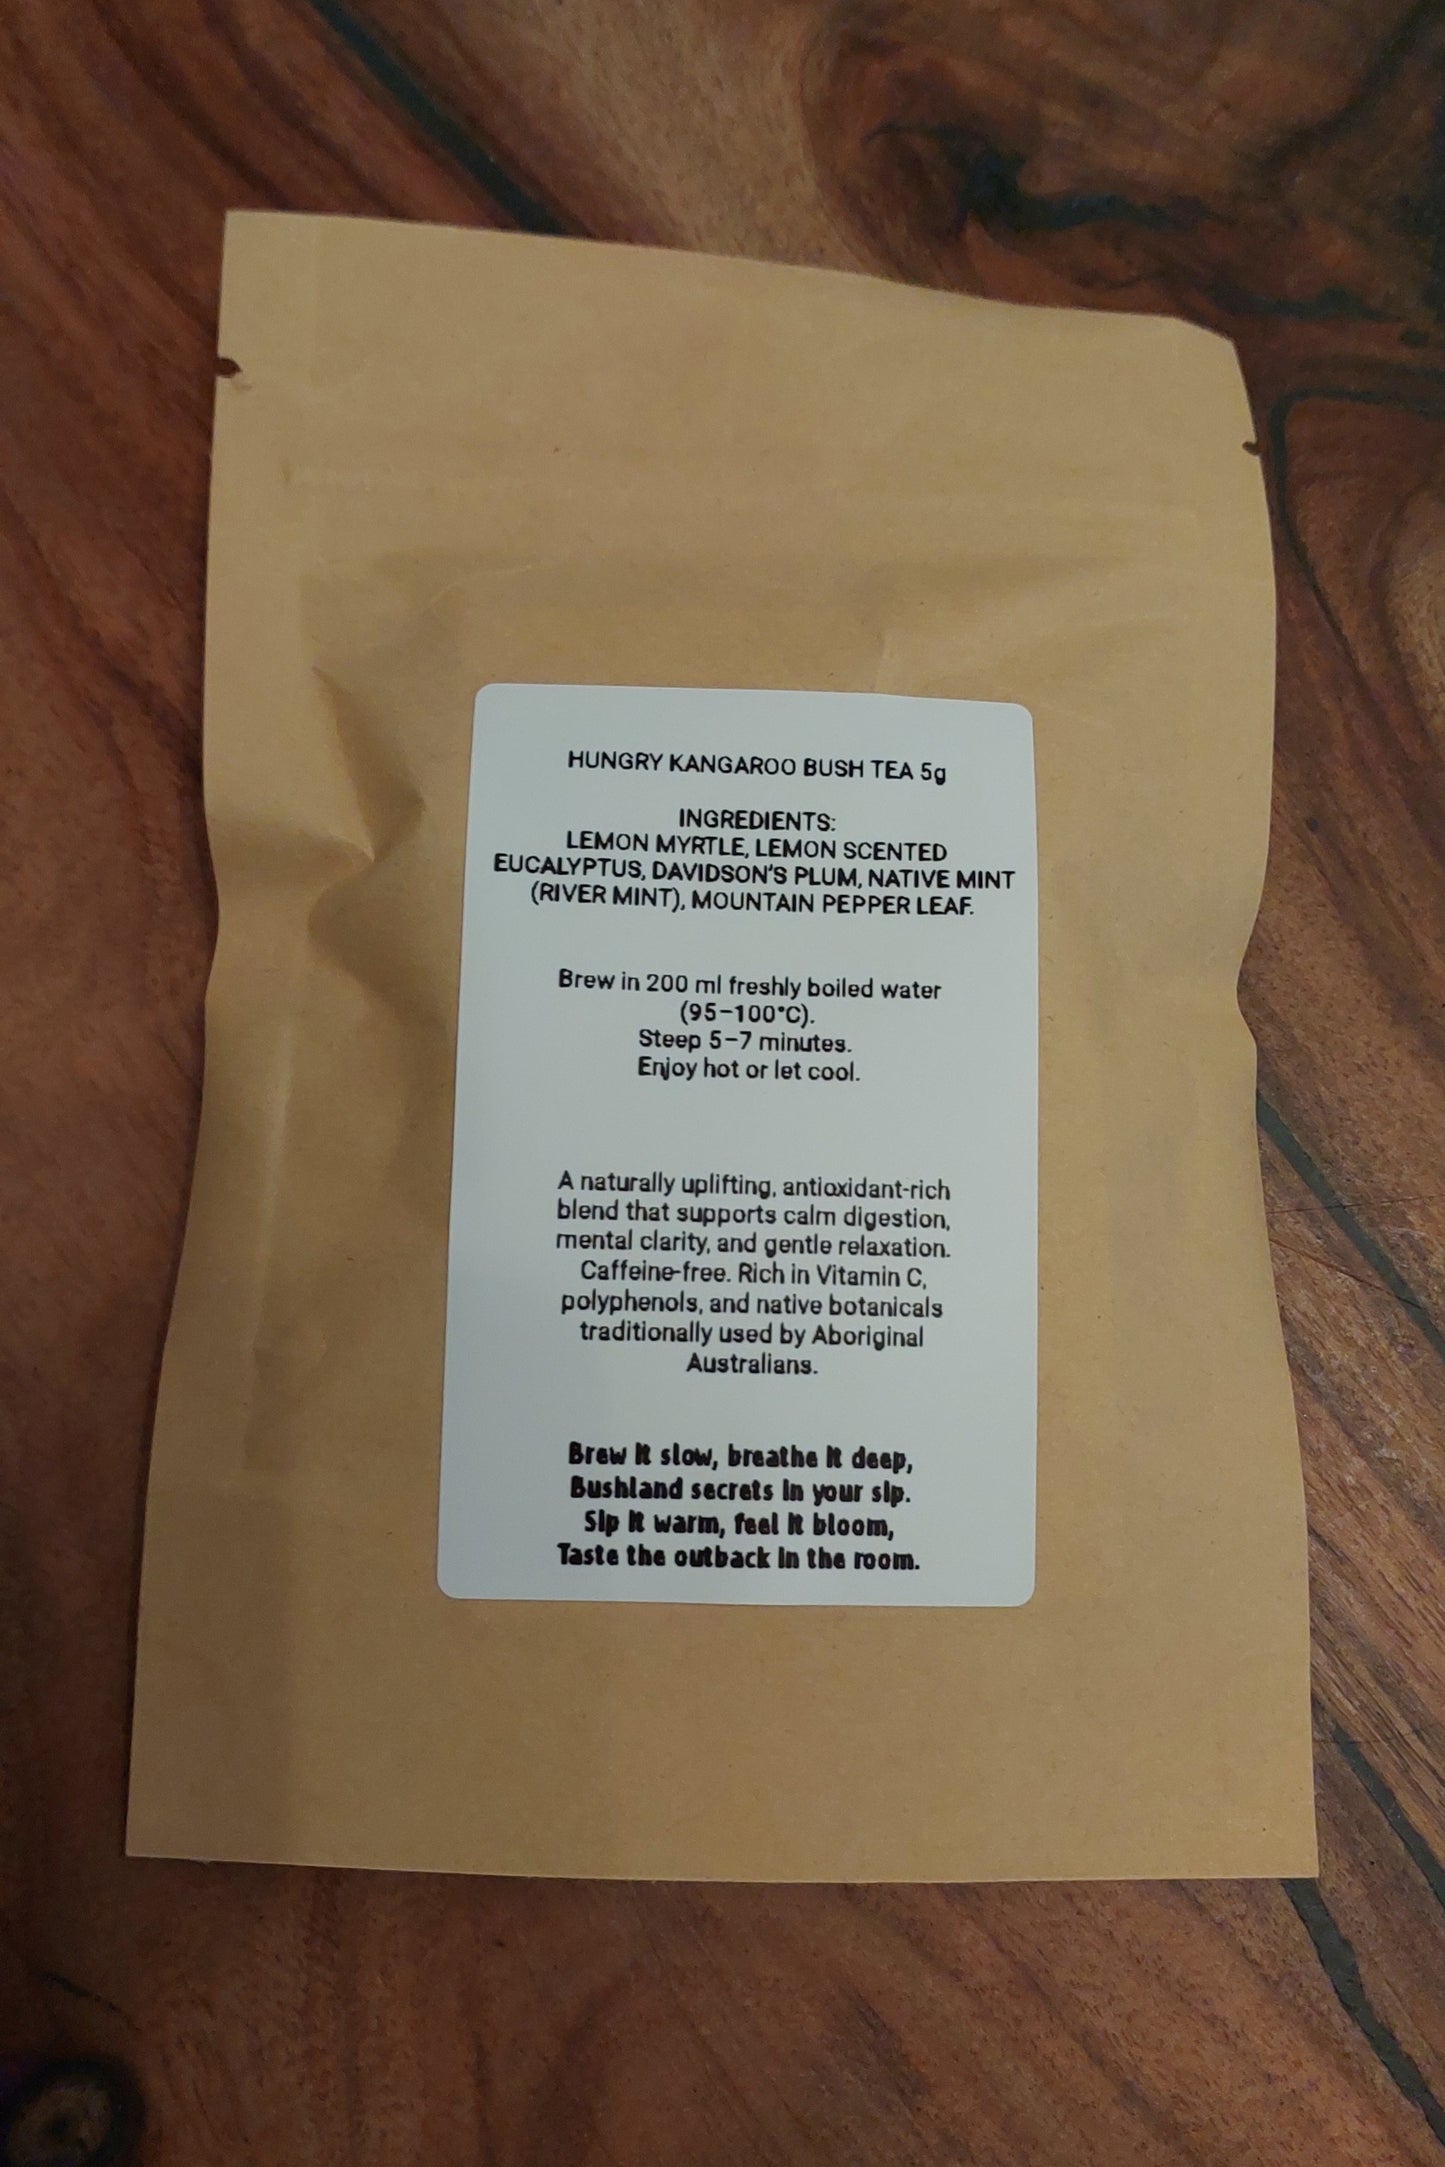 HUNGRY KANGAROO BUSH TEA 5g
INGREDIENTS:
LEMON MYRTLE, LEMON SCENTED
EUCALYPTUS, DAVIDSON'S PLUM, NATIVE MINT
(RIVER MINT), MOUNTAIN PEPPER LEAF.
Brew in 200 ml freshly boiled water
(95–100°C).
Steep 5–7 minutes.
Enjoy hot or let cool.
A naturally uplifting, antioxidant-rich
blend that supports calm digestion,
mental clarity, and gentle relaxation.
Caffeine-free. Rich in Vitamin C,
polyphenols, and native botanicals
traditionally used by Aboriginal
Australians.
Brew it slow, breathe it deep,
Bushland secrets in your sip.
Sip it warm, feel it bloom,
Taste the outback in the room.